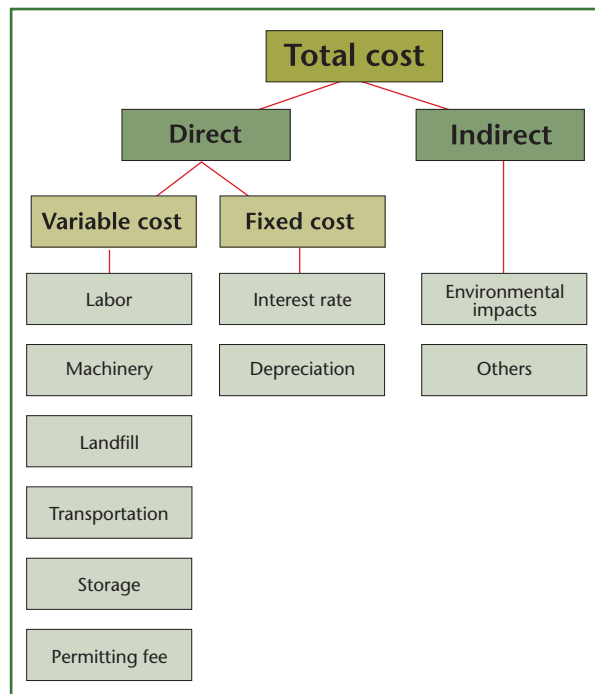 Total cost
Direct
Indirect
Variable cost
Fixed cost
Labor
Interest rate
Environmental
impacts
Machinery
Depreciation
Others
Landfill
Transportation
Storage
Permitting fee